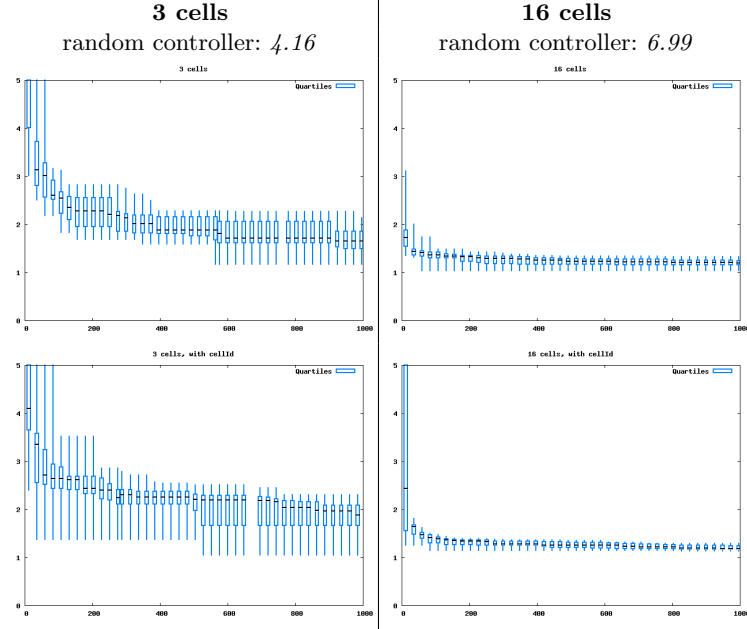 3 cells
random controller: 4.16
16 cells
random controller: 6.99
3 cells
Quartiles
5
4
3
2
1
0
0 200 400 600 800 1000
16 cells
Quartiles
5
4
3
2
1
0
0 200 400 600 800 1000
3 cells, with cellId
Quartiles
5
4
3
2
1
0
0 200 400 600 800 1000
16 cells, with cellId
Quartiles
5
4
3
2
1
0
0 200 400 600 800 1000